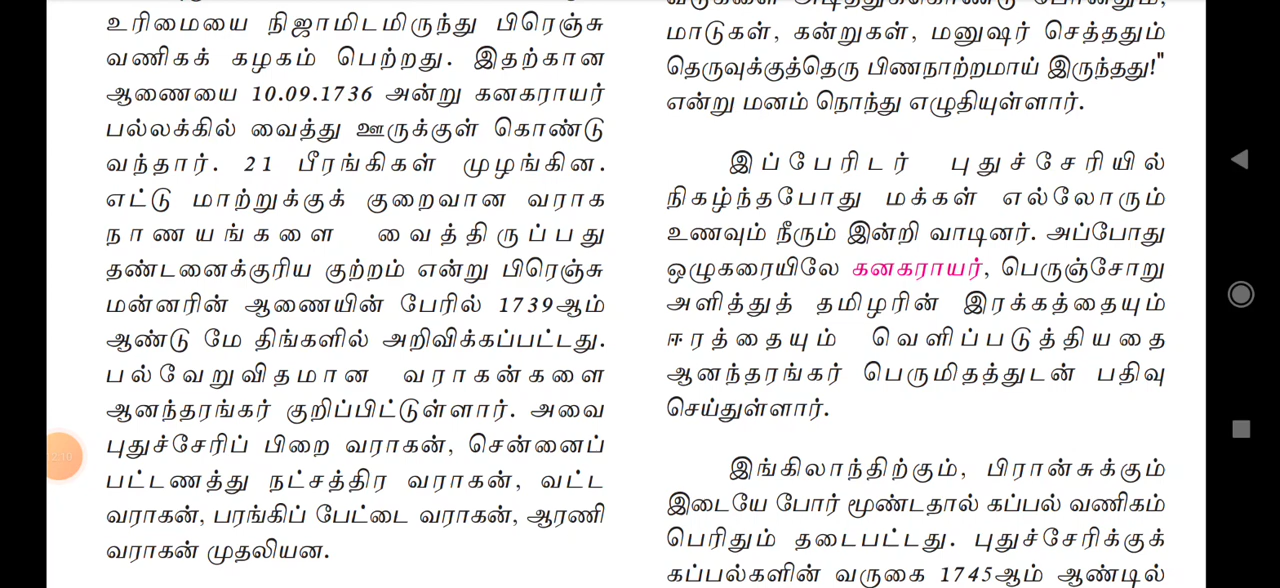 உரிமையை நிஜாமிடமிருந்து பிரெஞ்சு
வணிகக் கழகம் பெற்றது. இதற்கான
ஆணையை 10.09.1736 அன்று கனகராயர்
பல்லக்கில் வைத்து ஊருக்குள் கொண்டு
வந்தார். 21 பீரங்கிகள் முழங்கின.
எட்டு மாற்றுக்குக் குறைவான வராக
நாணயங்களை வைத்திருப்பது
தண்டனைக்குரிய குற்றம் என்று பிரெஞ்சு
மன்னரின் ஆணையின் பேரில் 1739ஆம்
ஆண்டு மே திங்களில் அறிவிக்கப்பட்டது.
பல்வேறுவிதமான வராகன்களை
ஆனந்தரங்கர் குறிப்பிட்டுள்ளார். அவை
புதுச்சேரிப் பிறை வராகன், சென்னைப்
பட்டணத்து நட்சத்திர வராகன், வட்ட
வராகன், பரங்கிப் பேட்டை வராகன், ஆரணி
வராகன் முதலியன.
மாடுகள், கன்றுகள், மனுஷர் செத்ததும்
தெருவுக்குத்தெரு பிணநாற்றமாய் இருந்தது!"
என்று மனம் நொந்து எழுதியுள்ளார்.
இப்பேரிடர் புதுச்சேரியில்
நிகழ்ந்தபோது மக்கள் எல்லோரும்
உணவும் நீரும் இன்றி வாடினர். அப்போது
ஒழுகரையிலே கனகராயர், பெருஞ்சோறு
அளித்துத் தமிழரின் இரக்கத்தையும்
ஈரத்தையும் வெளிப்படுத்தியதை
ஆனந்தரங்கர் பெருமிதத்துடன் பதிவு
செய்துள்ளார்.
இங்கிலாந்திற்கும், பிரான்சுக்கும்
இடையே போர் மூண்டதால் கப்பல் வணிகம்
பெரிதும் தடைபட்டது. புதுச்சேரிக்குக்
கப்பல்களின் வருகை 1745ஆம் ஆண்டில்